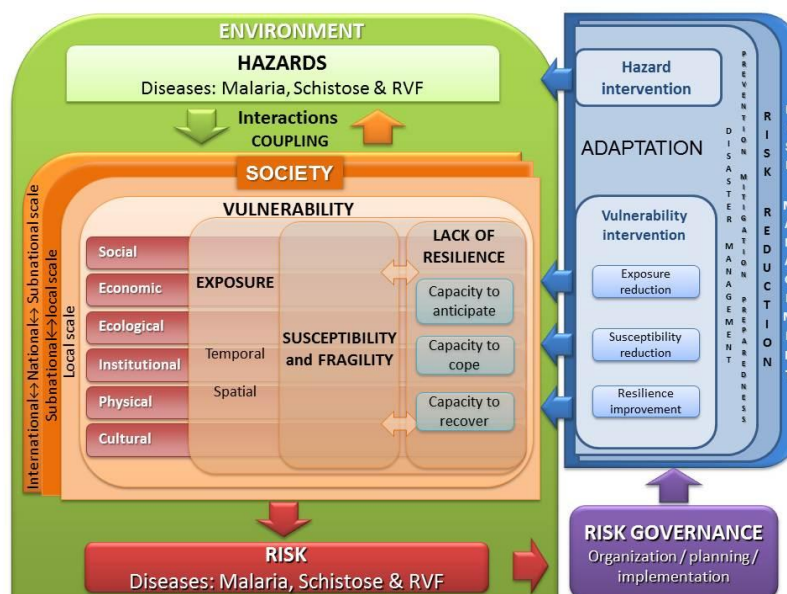 ENVIRONMENT
HAZARDS
Diseases: Malaria, Schistose & RVF
Interactions
COUPLING
SOCIETY
VULNERABILITY
International↔National↔Subnational scale
Subnational↔local scale
Local scale
Social
Economic
Ecological
Institutional
Physical
Cultural
EXPOSURE
Temporal
Spatial
SUSCEPTIBILITY
and FRAGILITY
LACK OF
RESILIENCE
Capacity to
anticipate
Capacity to
cope
Capacity to
recover
RISK
Diseases: Malaria, Schistose & RVF
Hazard
intervention
ADAPTATION
Vulnerability
intervention
Exposure
reduction
Susceptibility
reduction
Resilience
improvement
DISASTER MANAGEMENT
PREVENTION MITIGATION PREPAREDNESS
RISK REDUCTION
RISK GOVERNANCE
Organization / planning /
implementation